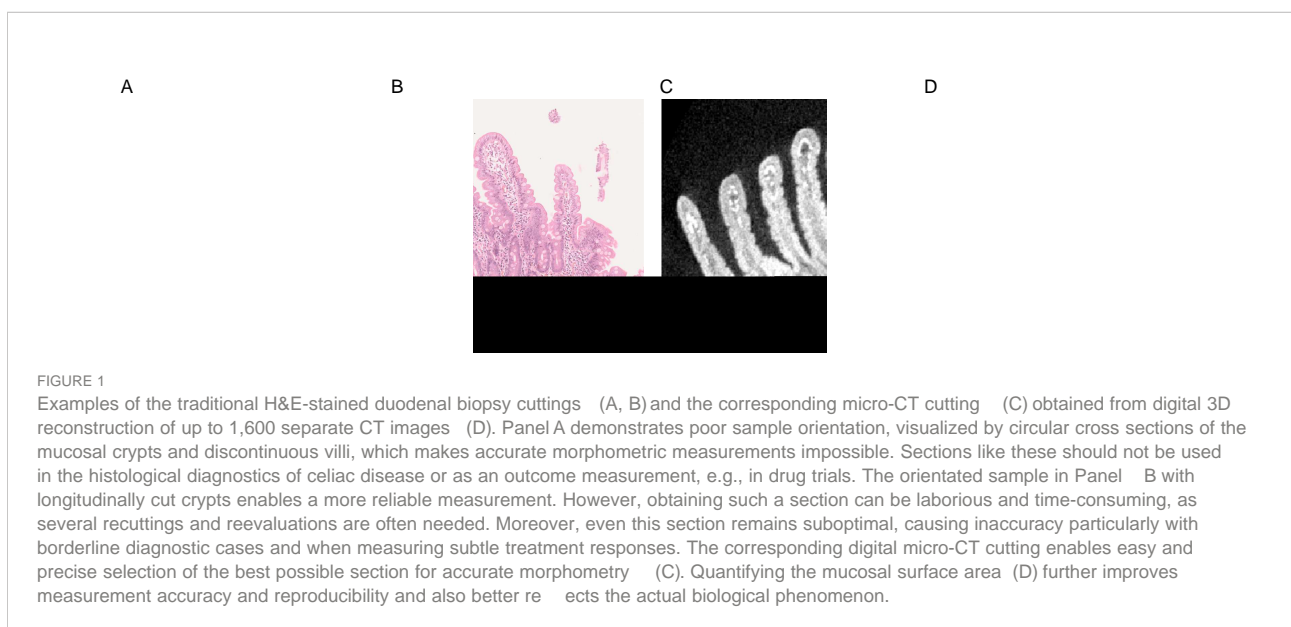 A B C D
FIGURE 1
Examples of the traditional H&E-stained duodenal biopsy cuttings (A, B) and the corresponding micro-CT cutting (C) obtained from digital 3D
reconstruction of up to 1,600 separate CT images (D). Panel A demonstrates poor sample orientation, visualized by circular cross sections of the
mucosal crypts and discontinuous villi, which makes accurate morphometric measurements impossible. Sections like these should not be used
in the histological diagnostics of celiac disease or as an outcome measurement, e.g., in drug trials. The orientated sample in Panel B with
longitudinally cut crypts enables a more reliable measurement. However, obtaining such a section can be laborious and time-consuming, as
several recuttings and reevaluations are often needed. Moreover, even this section remains suboptimal, causing inaccuracy particularly with
borderline diagnostic cases and when measuring subtle treatment responses. The corresponding digital micro-CT cutting enables easy and
precise selection of the best possible section for accurate morphometry (C). Quantifying the mucosal surface area (D) further improves
measurement accuracy and reproducibility and also better re ects the actual biological phenomenon.